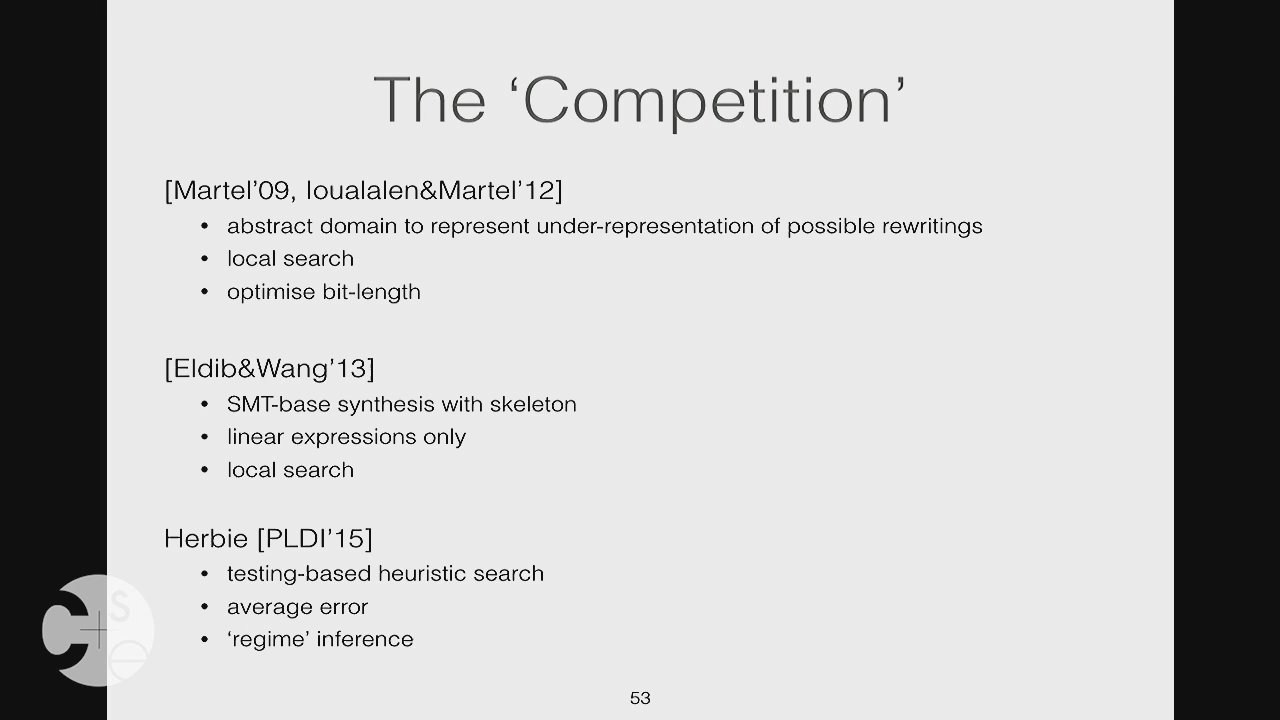 The ‘Competition’
[Martel’09, Ioualalen&Martel’12]
• abstract domain to represent under-representation of possible rewritings
• local search
• optimise bit-length
[Eldib&Wang’13]
• SMT-base synthesis with skeleton
• linear expressions only
• local search
Herbie [PLDI’15]
• testing-based heuristic search
• average error
• ‘regime’ inference
C+se
53